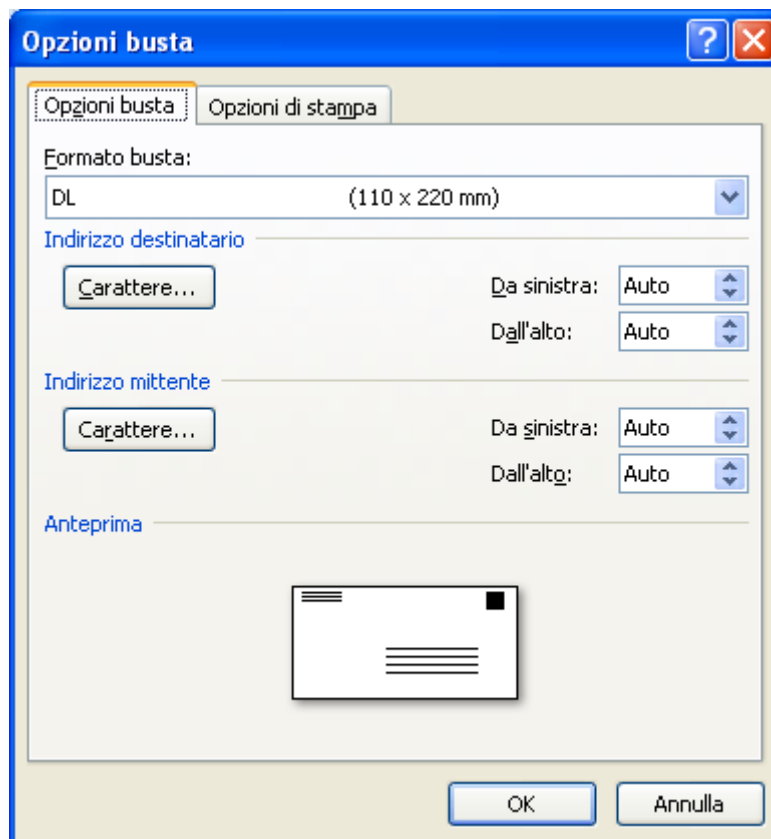 Opzioni busta
Opzioni busta Opzioni di stampa
Formato busta:
DL (110 x 220 mm)
Indirizzo destinatario
Carattere... Da sinistra: Auto
Dall'alto: Auto
Indirizzo mittente
Carattere... Da sinistra: Auto
Dall'alto: Auto
Anteprima
OK Annulla